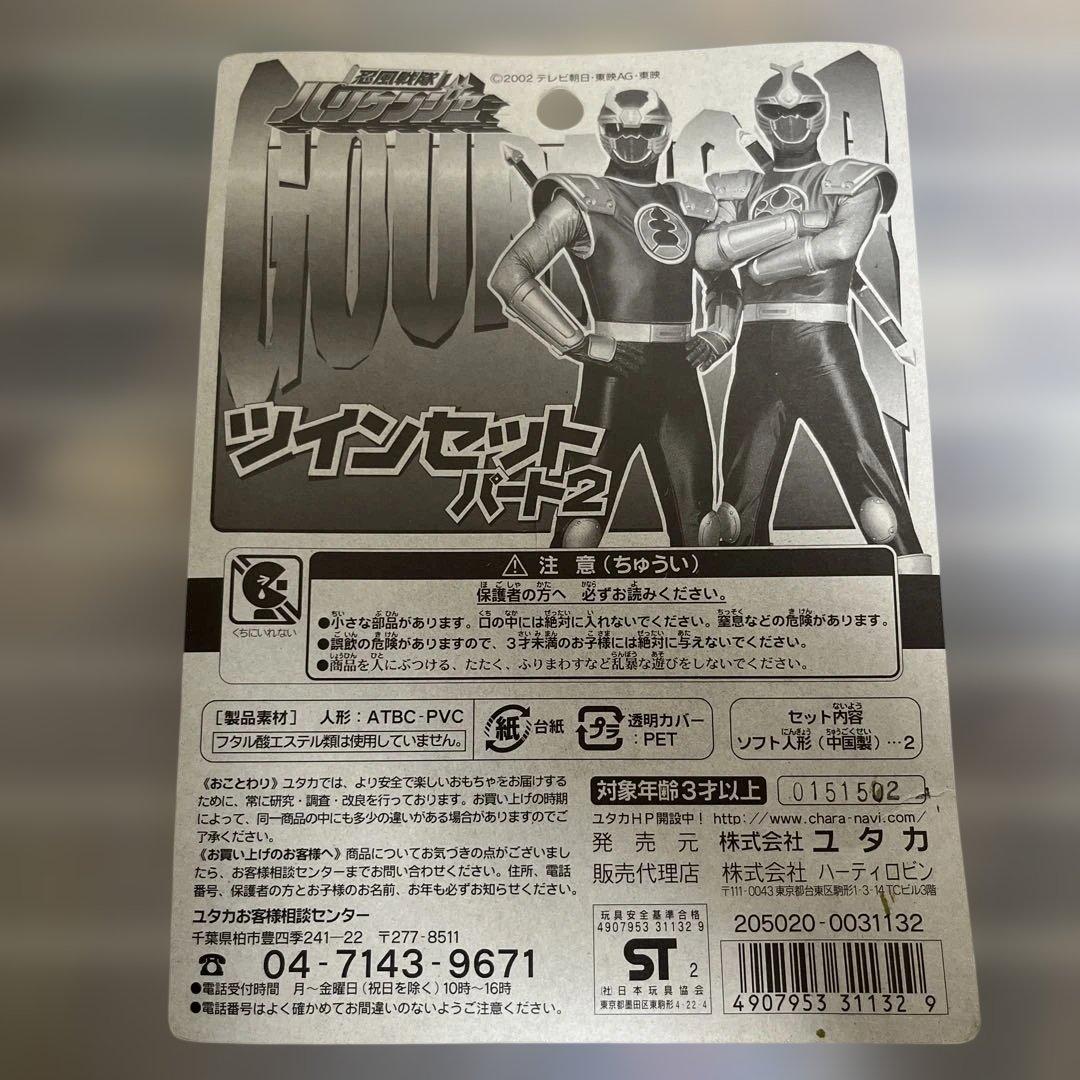 忍風戦隊
ハリケンジャー
©2002 テレビ朝日・東映AG・東映
ツインセット
パート2
くちにいれない
⚠ 注 意(ちゅうい)
保護者の方へ 必ずお読みください。
●小さな部品があります。口の中には絶対に入れないでください。窒息などの危険があります。
●誤飲の危険がありますので、3才未満のお子様には絶対に与えないでください。
●商品を人にぶつける、たたく、ふりまわすなど乱暴な遊びをしないでください。
[製品素材] 人形:ATBC-PVC
フタル酸エステル類は使用していません。
紙 台紙
プラ 透明カバー
:PET
セット内容
ソフト人形(中国製)…2
《おことわり》ユタカでは、より安全で楽しいおもちゃをお届けする
ために、常に研究・調査・改良を行っております。お買い上げの時期
によって、同一商品の中にも多少の違いがある場合がありますのでご
了承ください。
《お買い上げのお客様へ》商品についてお気づきの点がございまし
たら、お客様相談センターまでお問い合わせください。住所、電話
番号、保護者の方とお子様のお名前、お年も必ずお知らせください。
ユタカお客様相談センター
千葉県柏市豊四季241―22 〒277-8511
☎ 04-7143-9671
●電話受付時間 月~金曜日(祝日を除く)10時~16時
●電話番号はよく確かめてお間違いのないようご注意ください。
対象年齢3才以上
0151502
ユタカHP開設中! http://www.chara-navi.com/
発 売 元 株式会社 ユタカ
販売代理店 株式会社 ハーティロビン
〒111-0043 東京都台東区駒形1-3-14 TCビル3階
玩具安全基準合格
4907953 31132 9
ST 2
(社)日本玩具協会
東京都墨田区東駒形4-22-4
205020-0031132
4 907953 311329